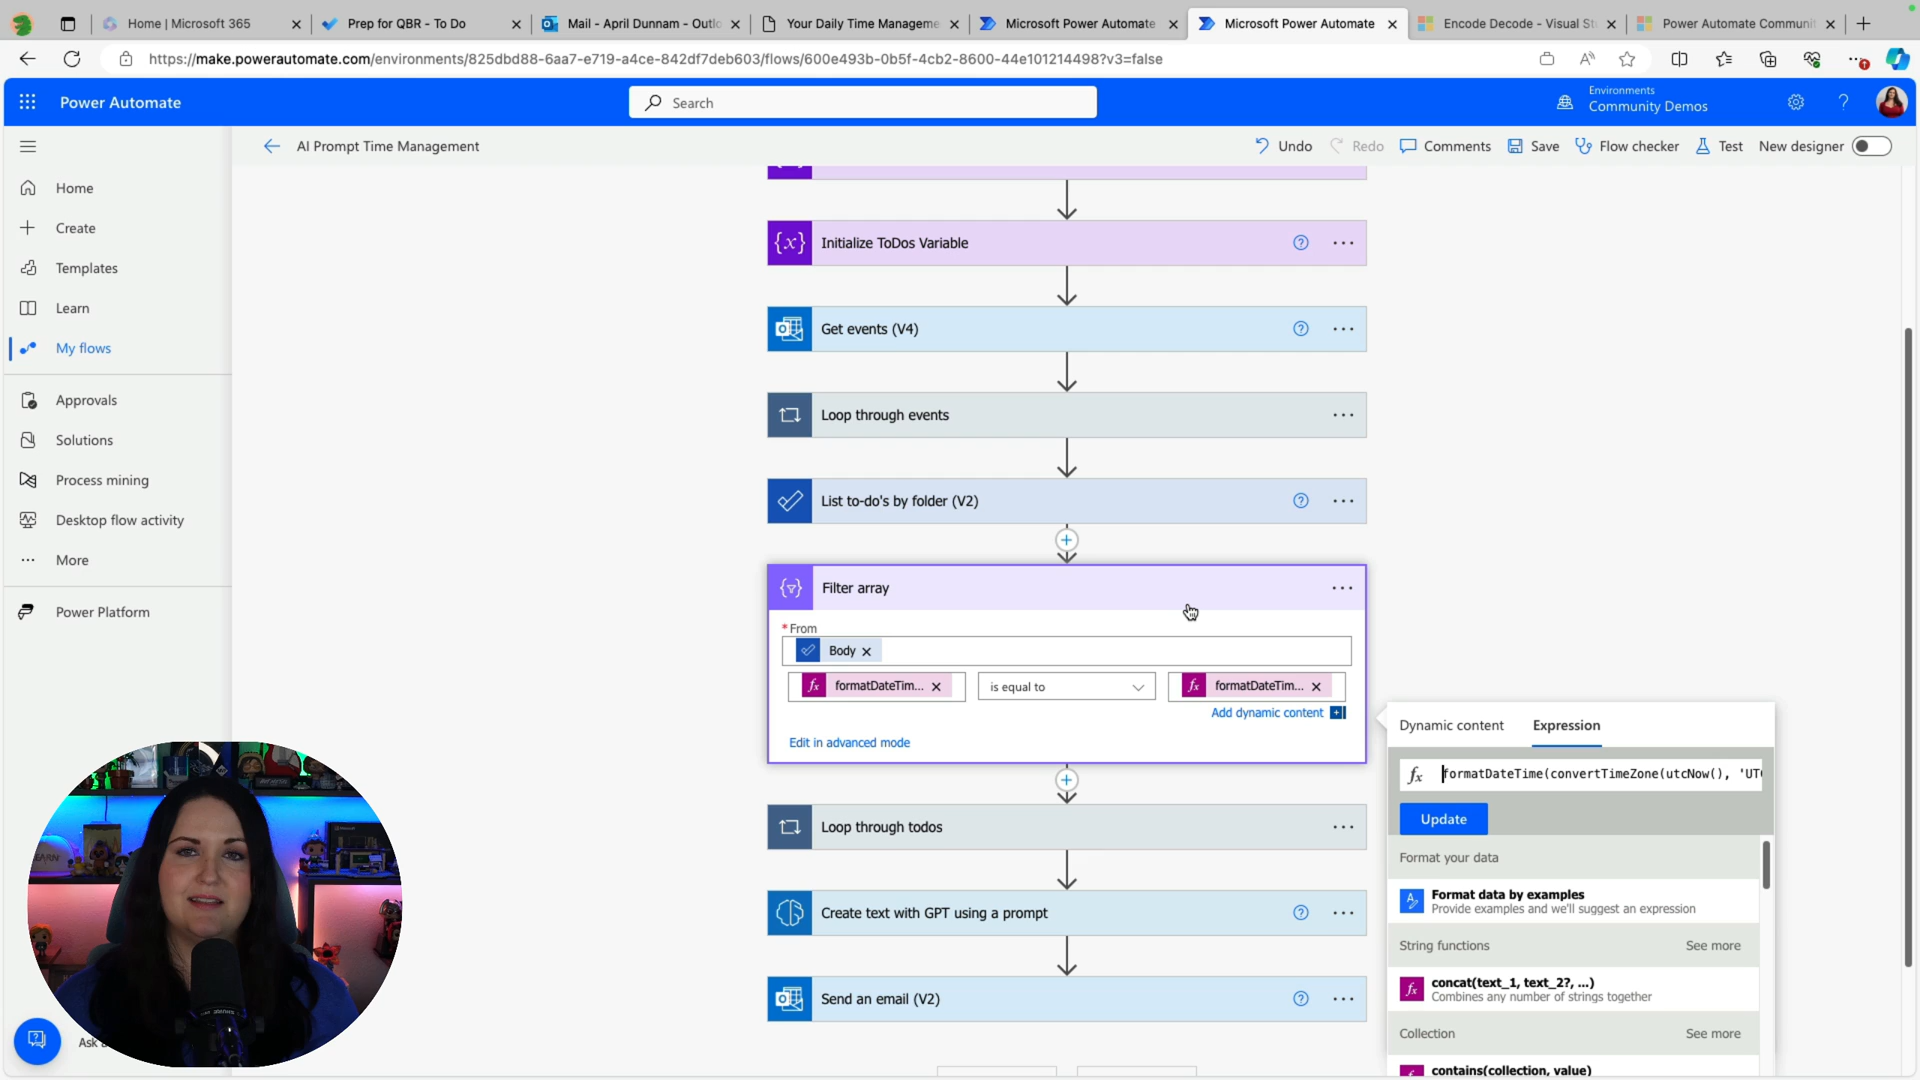 Home | Microsoft 365
Prep for QBR - To Do
Mail - April Dunnam - Outlo
Your Daily Time Manageme
Microsoft Power Automate
Microsoft Power Automate
Encode Decode - Visual St
Power Automate Communi
https://make.powerautomate.com/environments/825dbd88-6aa7-e719-a4ce-842df7deb603/flows/600e493b-0b5f-4cb2-8600-44e101214498?v3=false
Power Automate
Search
Environments
Community Demos
AI Prompt Time Management
Undo
Redo
Comments
Save
Flow checker
Test
New designer
Home
Create
Templates
Learn
My flows
Approvals
Solutions
Process mining
Desktop flow activity
More
Power Platform
Ask
Initialize ToDos Variable
Get events (V4)
Loop through events
List to-do's by folder (V2)
Filter array
* From
Body
formatDateTim...
is equal to
formatDateTim...
Add dynamic content
Edit in advanced mode
Loop through todos
Create text with GPT using a prompt
Send an email (V2)
Dynamic content
Expression
fx formatDateTime(convertTimeZone(utcNow(), 'UTC
Update
Format your data
Format data by examples
Provide examples and we'll suggest an expression
String functions
See more
concat(text_1, text_2?, ...)
Combines any number of strings together
Collection
See more
contains(collection, value)